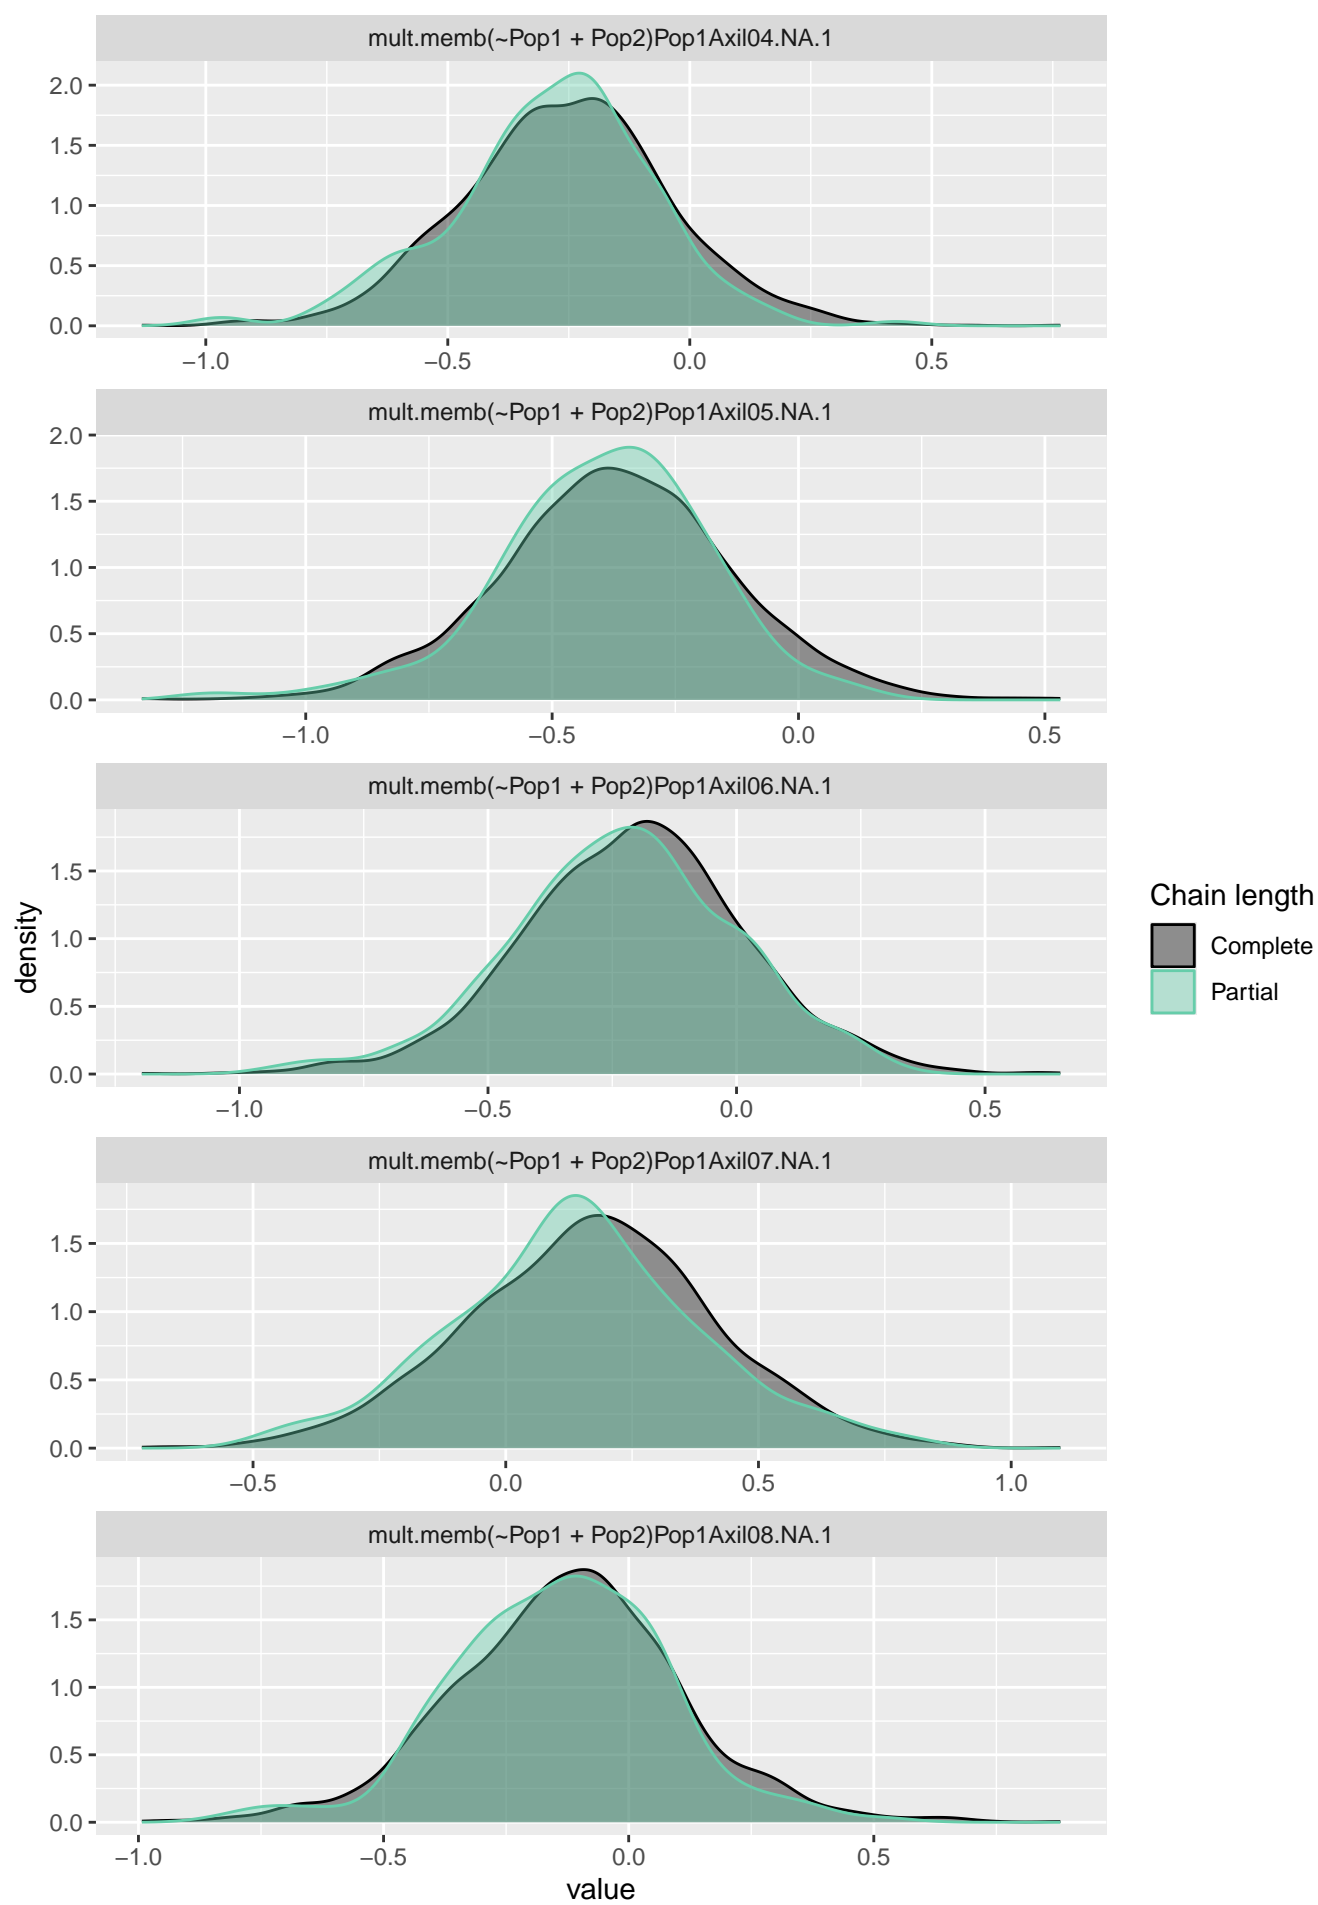 mult.memb(~Pop1 + Pop2)Pop1Axil04.NA.1
2.0
1.5
1.0
0.5
0.0
−1.0 −0.5 0.0 0.5
mult.memb(~Pop1 + Pop2)Pop1Axil05.NA.1
2.0
1.5
1.0
0.5
0.0
−1.0 −0.5 0.0 0.5
mult.memb(~Pop1 + Pop2)Pop1Axil06.NA.1
1.5
1.0
0.5
0.0
−1.0 −0.5 0.0 0.5
mult.memb(~Pop1 + Pop2)Pop1Axil07.NA.1
1.5
1.0
0.5
0.0
−0.5 0.0 0.5 1.0
mult.memb(~Pop1 + Pop2)Pop1Axil08.NA.1
1.5
1.0
0.5
0.0
−1.0 −0.5 0.0 0.5
value
density
Chain length
Complete
Partial